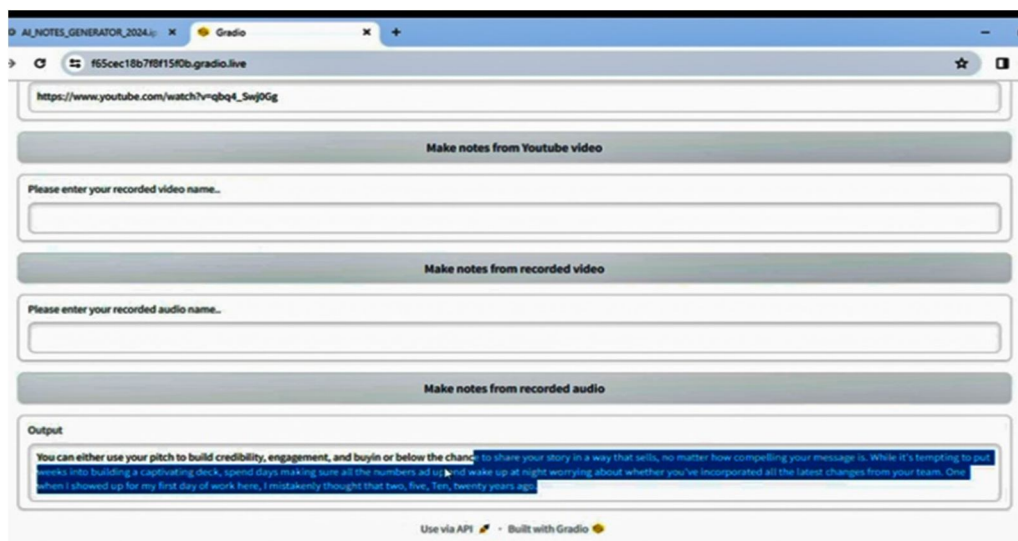 AI_NOTES_GENERATOR_2024.ip
Gradio
f65cec18b7f8f15f0b.gradio.live
https://www.youtube.com/watch?v=qbq4_Swj0Gg
Make notes from Youtube video
Please enter your recorded video name..
Make notes from recorded video
Please enter your recorded audio name..
Make notes from recorded audio
Output
You can either use your pitch to build credibility, engagement, and buyin or below the chance to share your story in a way that sells, no matter how compelling your message is. While it's tempting to put
weeks into building a captivating deck, spend days making sure all the numbers ad up and wake up at night worrying about whether you've incorporated all the latest changes from your team. One
when I showed up for my first day of work here, I mistakenly thought that two, five, Ten, twenty years ago.
Use via API · Built with Gradio